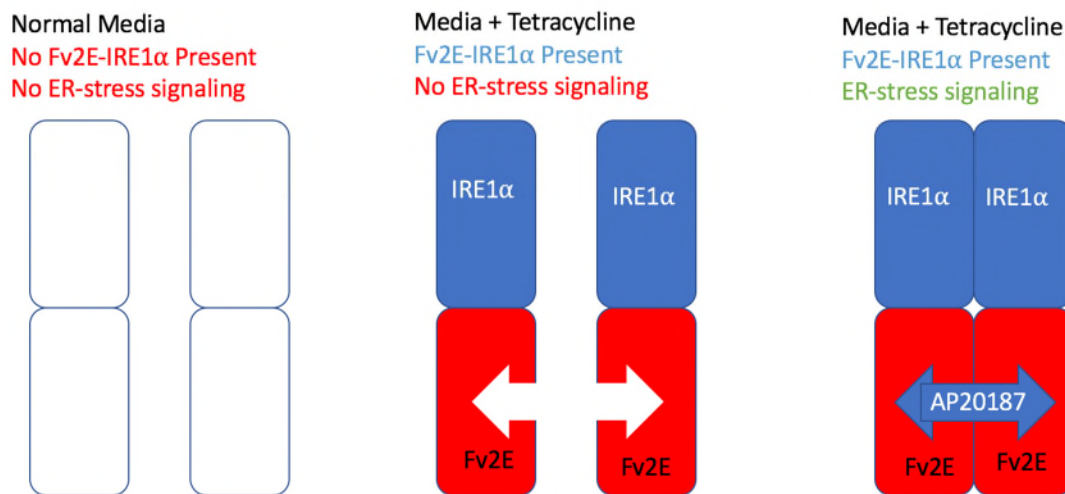 Normal Media
No Fv2E-IRE1α Present
No ER-stress signaling
Media + Tetracycline
Fv2E-IRE1α Present
No ER-stress signaling
Media + Tetracycline
Fv2E-IRE1α Present
ER-stress signaling
IRE1α
IRE1α
Fv2E
Fv2E
IRE1α
IRE1α
AP20187
Fv2E
Fv2E